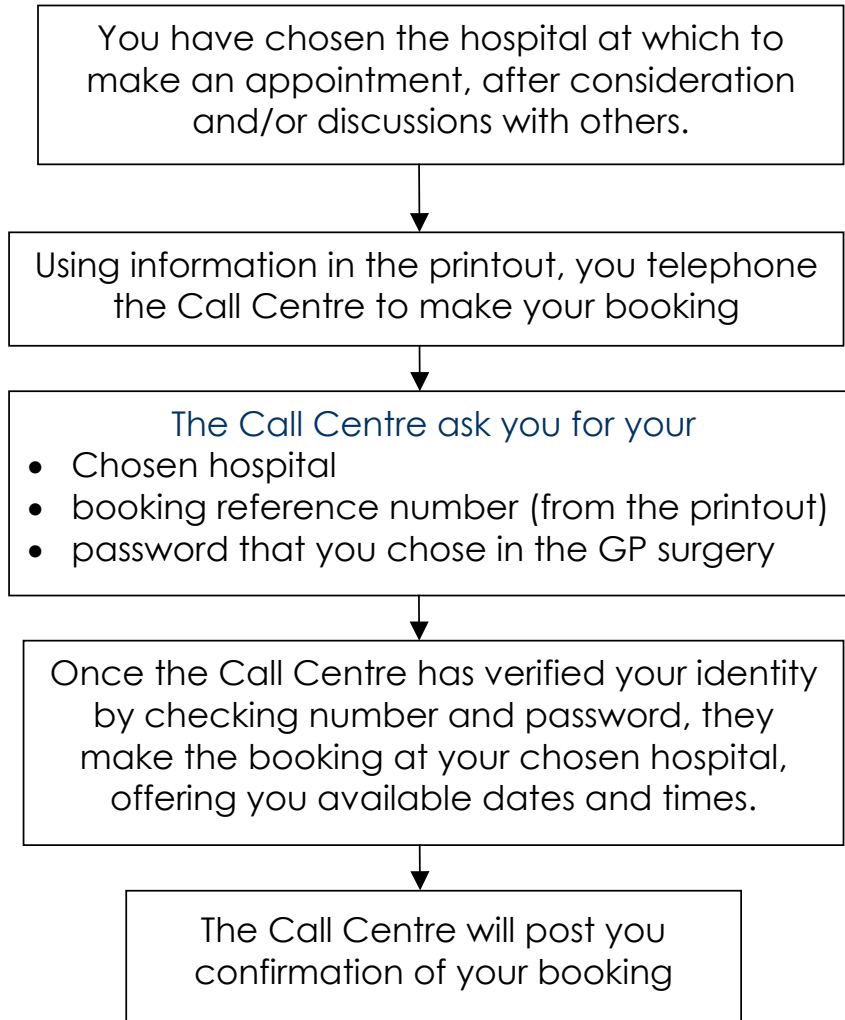 You have chosen the hospital at which to
make an appointment, after consideration
and/or discussions with others.
Using information in the printout, you telephone
the Call Centre to make your booking
The Call Centre ask you for your
• Chosen hospital
• booking reference number (from the printout)
• password that you chose in the GP surgery
Once the Call Centre has verified your identity
by checking number and password, they
make the booking at your chosen hospital,
offering you available dates and times.
The Call Centre will post you
confirmation of your booking